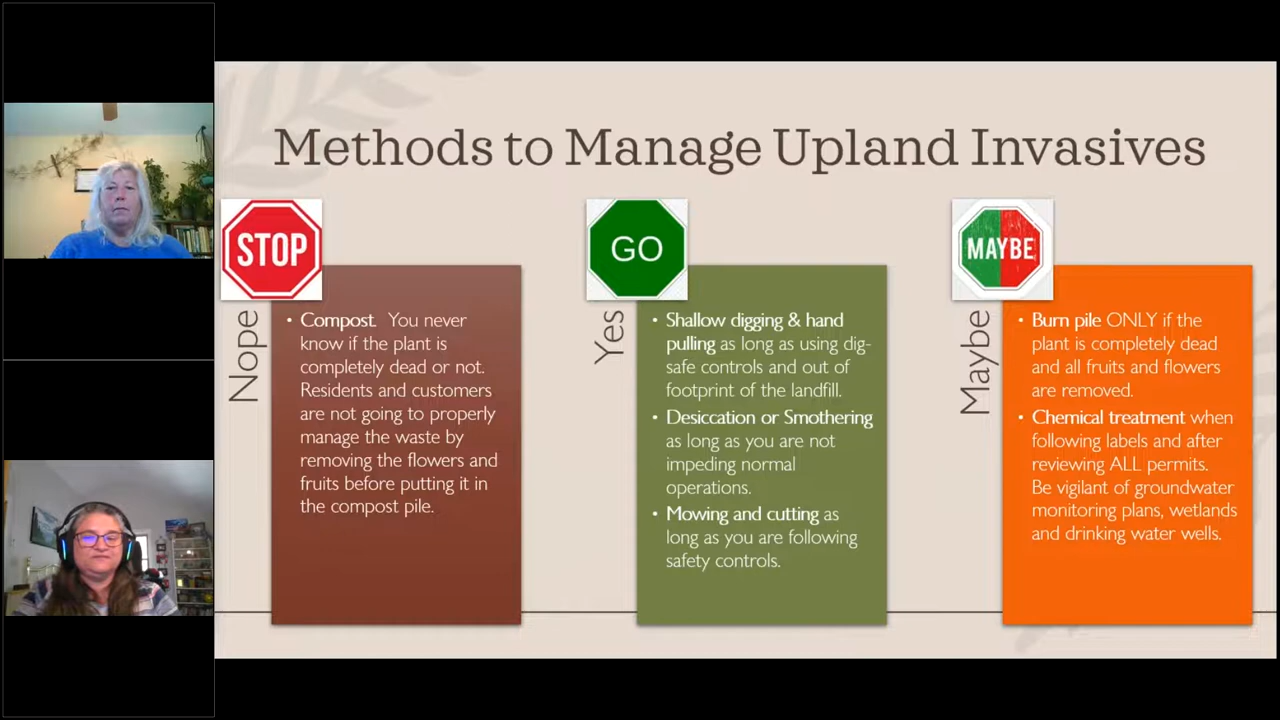 Methods to Manage Upland Invasives
STOP
Nope
• Compost.  You never
know if the plant is
completely dead or not.
Residents and customers
are not going to properly
manage the waste by
removing the flowers and
fruits before putting it in
the compost pile.
GO
Yes
• Shallow digging & hand
pulling as long as using dig-
safe controls and out of
footprint of the landfill.
• Desiccation or Smothering
as long as you are not
impeding normal
operations.
• Mowing and cutting as
long as you are following
safety controls.
MAYBE
Maybe
• Burn pile ONLY if the
plant is completely dead
and all fruits and flowers
are removed.
• Chemical treatment when
following labels and after
reviewing ALL permits.
Be vigilant of groundwater
monitoring plans, wetlands
and drinking water wells.